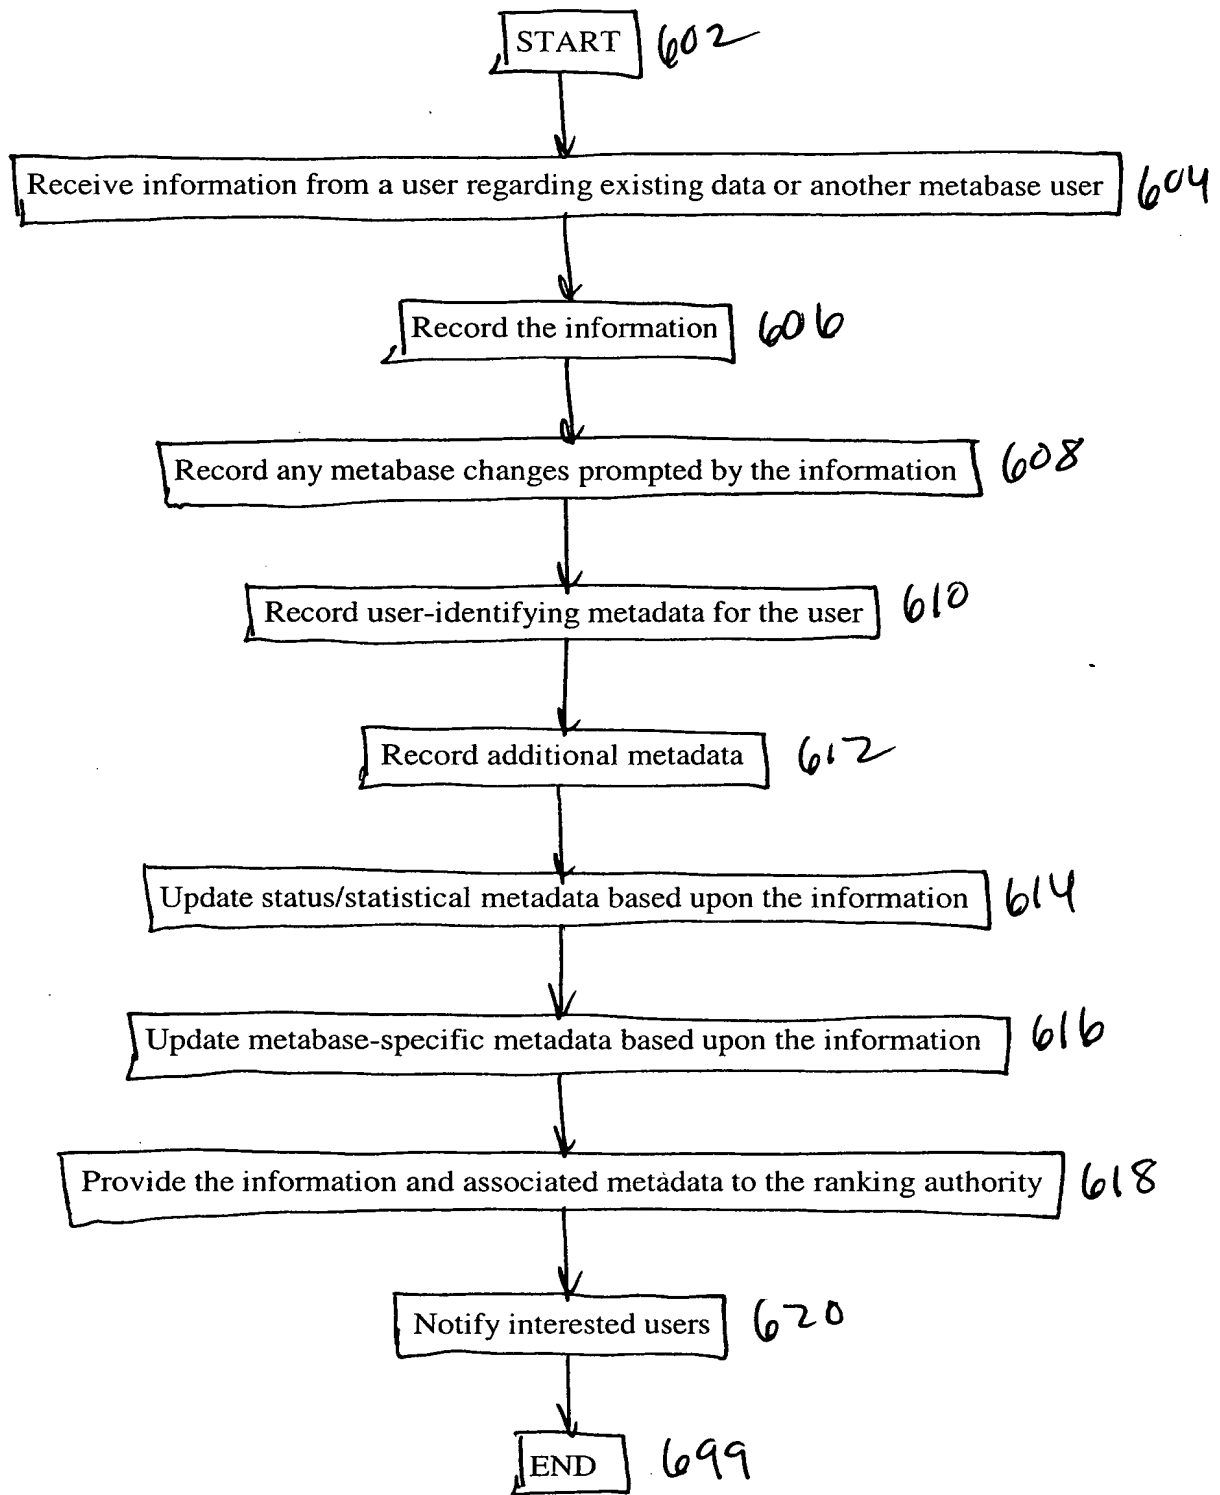 START 602
Receive information from a user regarding existing data or another metabase user 604
Record the information 606
Record any metabase changes prompted by the information 608
Record user-identifying metadata for the user 610
Record additional metadata 612
Update status/statistical metadata based upon the information 614
Update metabase-specific metadata based upon the information 616
Provide the information and associated metadata to the ranking authority 618
Notify interested users 620
END 699